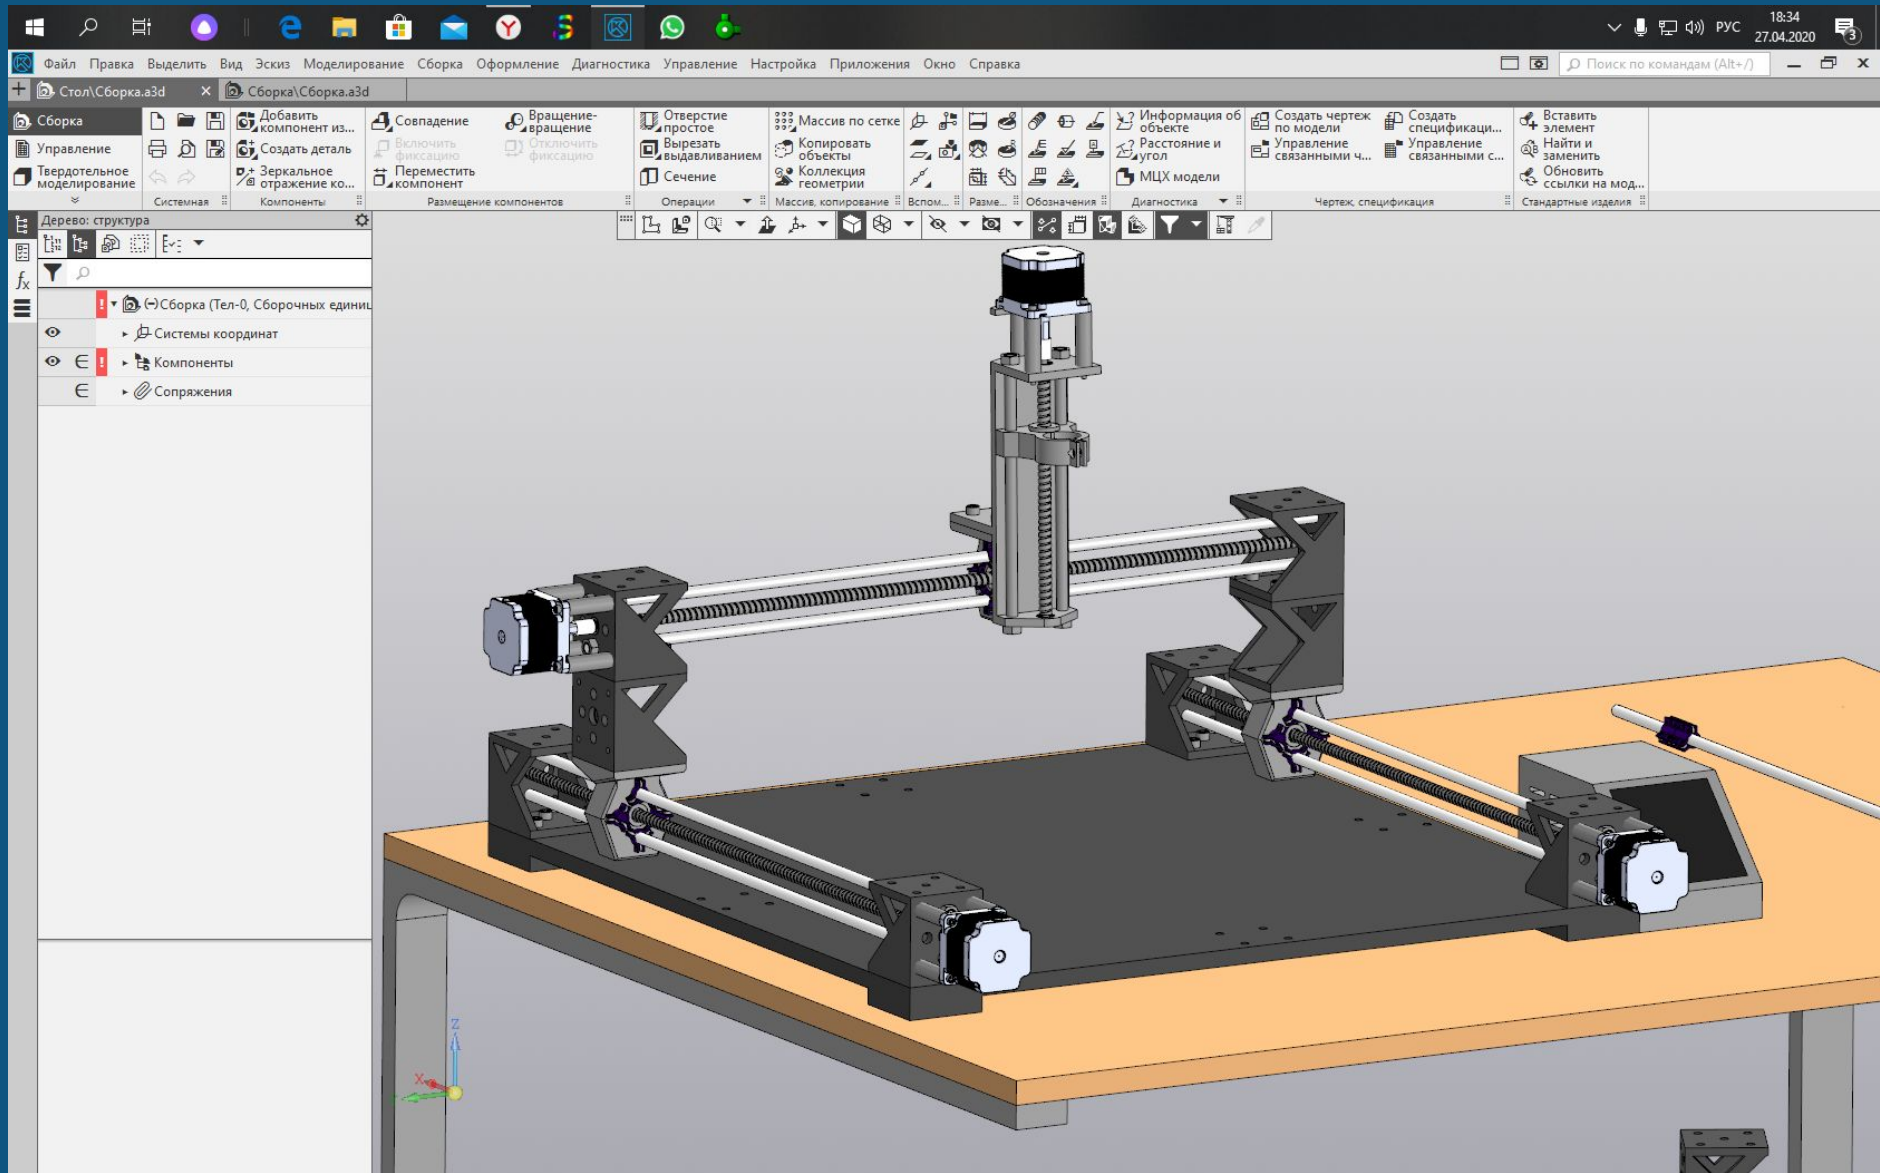 РУС
18:34
27.04.2020
3
Файл Правка Выделить Вид Эскиз Моделирование Сборка Оформление Диагностика Управление Настройка Приложения Окно Справка
Поиск по командам (Alt+/)
Стол\Сборка.a3d
Сборка\Сборка.a3d
Сборка
Управление
Твердотельное
моделирование
Системная
Добавить
компонент из...
Создать деталь
Зеркальное
отражение ко...
Компоненты
Совпадение
Включить
фиксацию
Переместить
компонент
Вращение-
вращение
Отключить
фиксацию
Размещение компонентов
Отверстие
простое
Вырезать
выдавливанием
Сечение
Операции
Массив по сетке
Копировать
объекты
Коллекция
геометрии
Массив, копирование
Вспом...
Разме...
Обозначения
Информация об
объекте
Расстояние и
угол
МЦХ модели
Диагностика
Создать чертеж
по модели
Управление
связанными ч...
Создать
спецификаци...
Управление
связанными с...
Чертеж, спецификация
Вставить
элемент
Найти и
заменить
Обновить
ссылки на мод...
Стандартные изделия
Дерево: структура
fx
(-)Сборка (Тел-0, Сборочных единиц
Системы координат
Компоненты
Сопряжения
Z
X